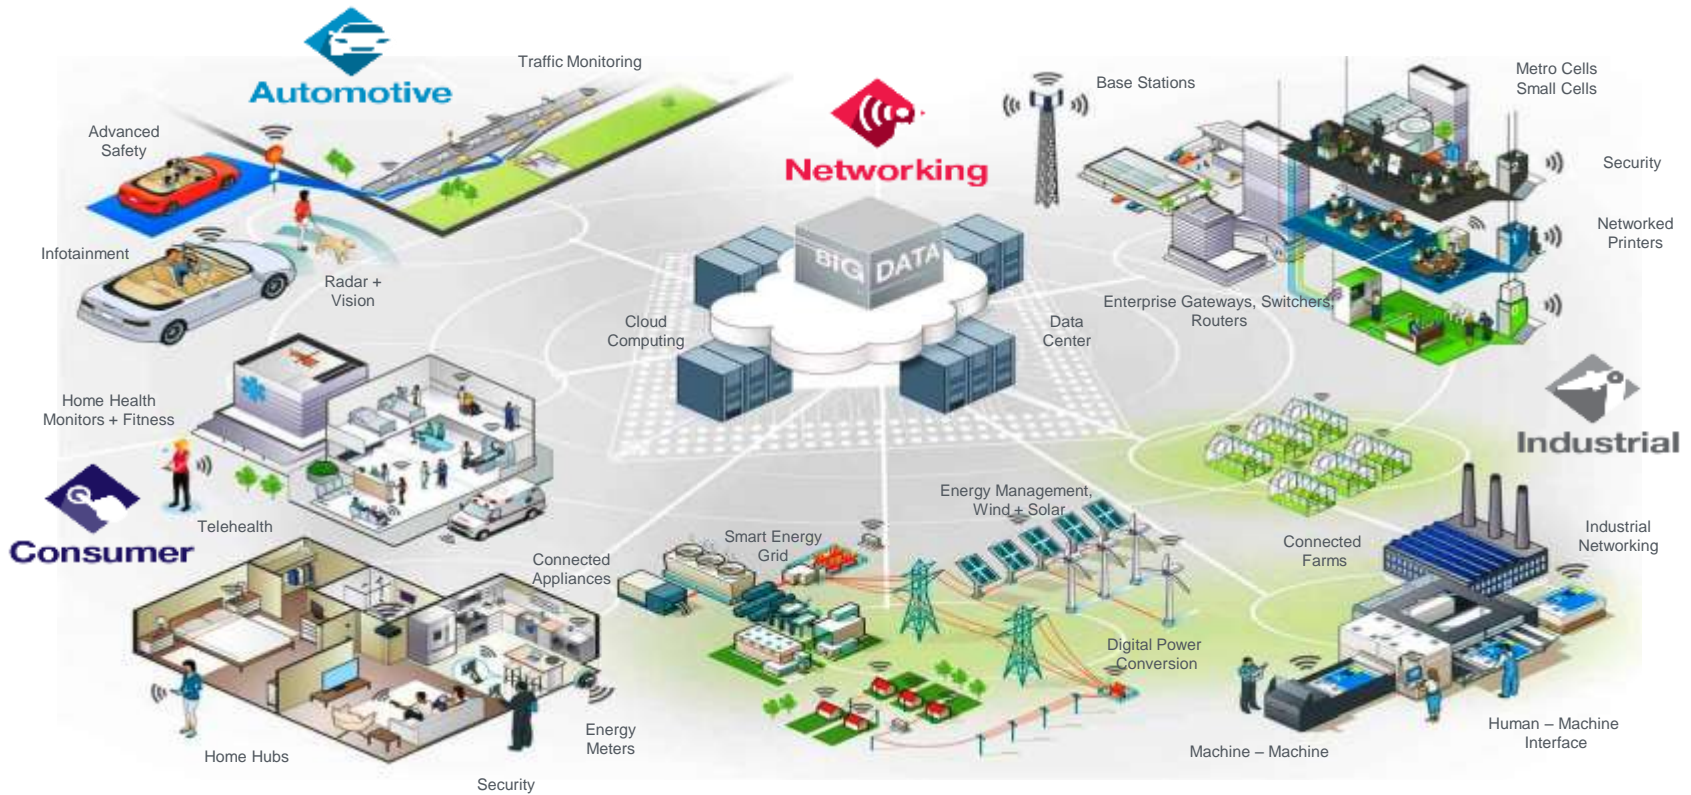 Automotive
Traffic Monitoring
Advanced
Safety
Infotainment
Radar +
Vision
Networking
Base Stations
Metro Cells
Small Cells
Security
Networked
Printers
Enterprise Gateways, Switchers,
Routers
BIG DATA
Cloud
Computing
Data
Center
Home Health
Monitors + Fitness
Consumer
Telehealth
Industrial
Connected
Appliances
Smart Energy
Grid
Energy Management,
Wind + Solar
Connected
Farms
Industrial
Networking
Digital Power
Conversion
Home Hubs
Security
Energy
Meters
Machine – Machine
Human – Machine
Interface